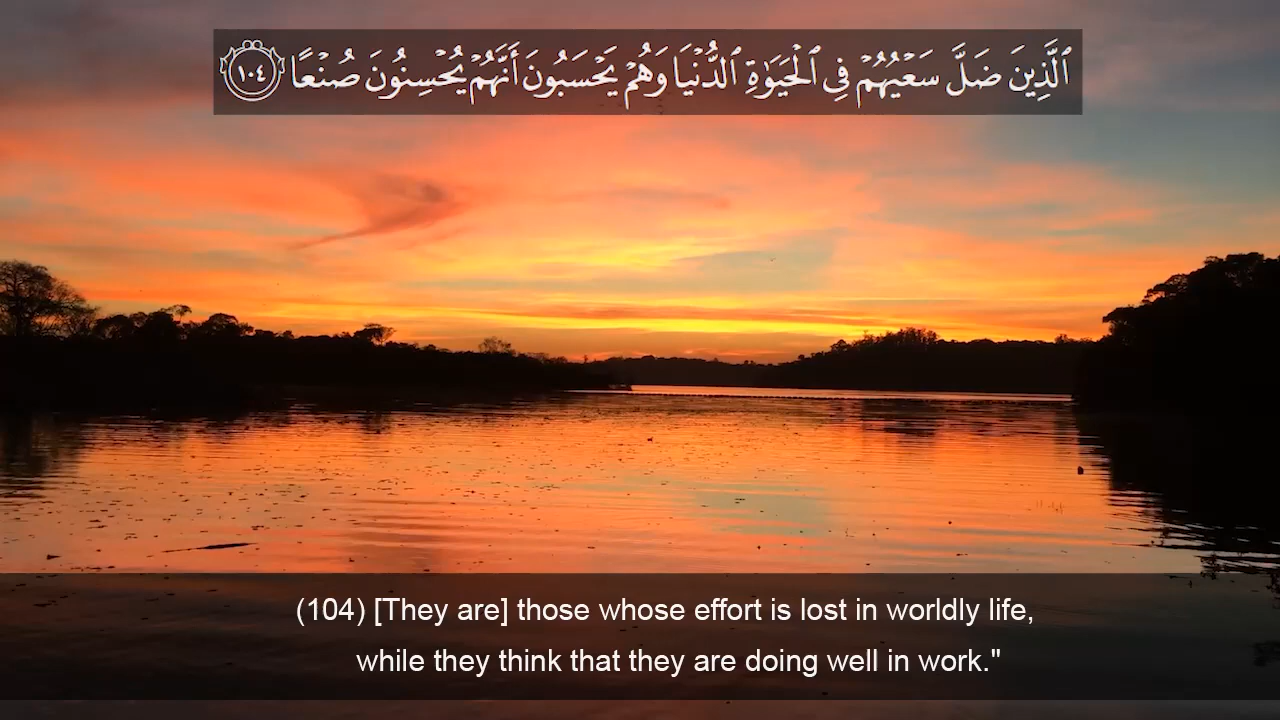 ٱلَّذِينَ ضَلَّ سَعْيُهُمْ فِى ٱلْحَيَوٰةِ ٱلدُّنْيَا وَهُمْ يَحْسَبُونَ أَنَّهُمْ يُحْسِنُونَ صُنْعًا ١٠٤
(104) [They are] those whose effort is lost in worldly life,
while they think that they are doing well in work."